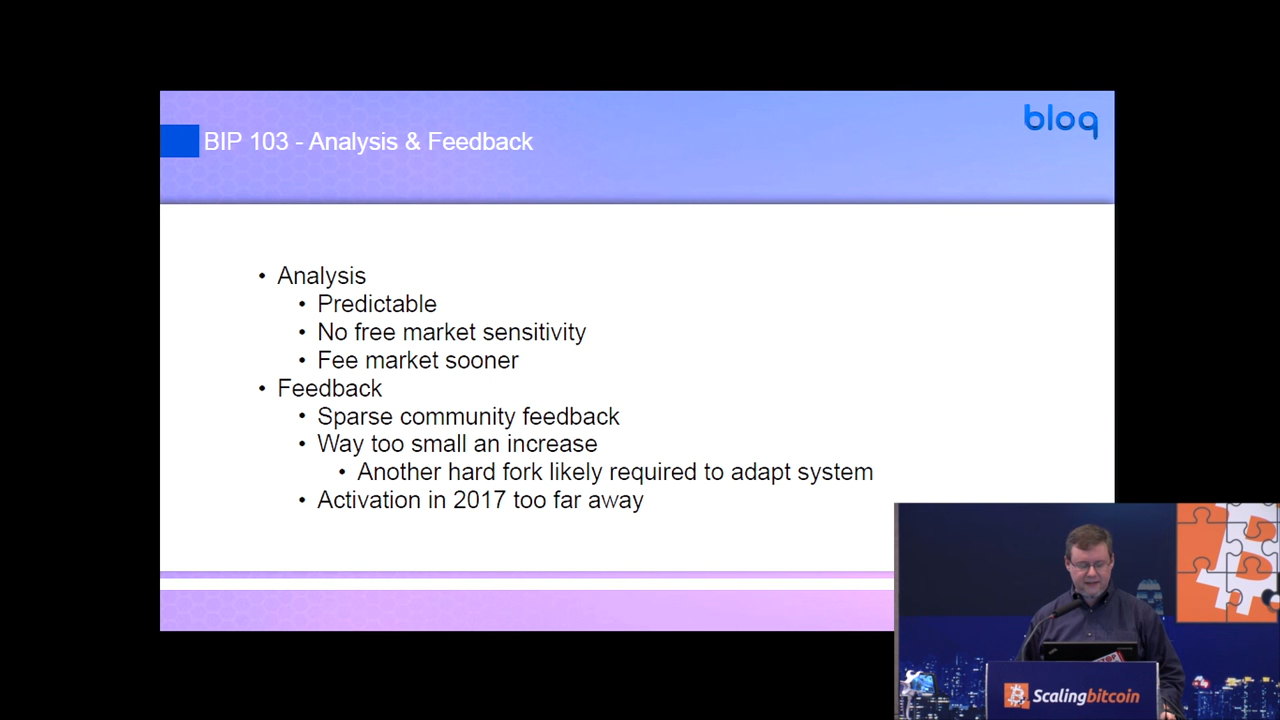 bloq
BIP 103 - Analysis & Feedback
• Analysis
• Predictable
• No free market sensitivity
• Fee market sooner
• Feedback
• Sparse community feedback
• Way too small an increase
• Another hard fork likely required to adapt system
• Activation in 2017 too far away
Scalingbitcoin